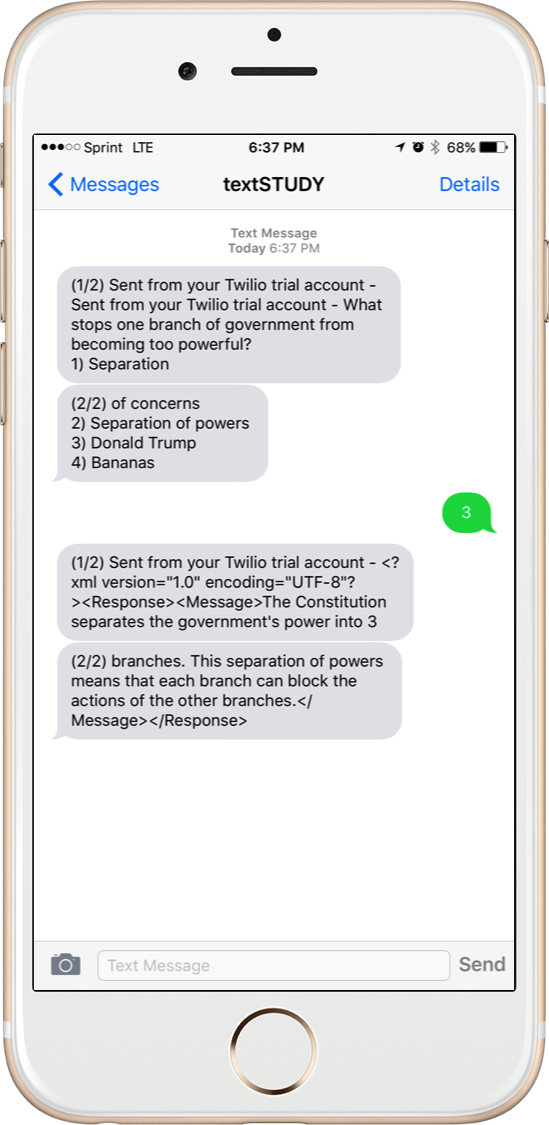 Sprint LTE 6:37 PM 68%
Messages textSTUDY Details
Text Message
Today 6:37 PM
(1/2) Sent from your Twilio trial account -
Sent from your Twilio trial account - What
stops one branch of government from
becoming too powerful?
1) Separation
(2/2) of concerns
2) Separation of powers
3) Donald Trump
4) Bananas
3
(1/2) Sent from your Twilio trial account - <?
xml version="1.0" encoding="UTF-8"?
><Response><Message>The Constitution
separates the government's power into 3
(2/2) branches. This separation of powers
means that each branch can block the
actions of the other branches.</
Message></Response>
Text Message Send